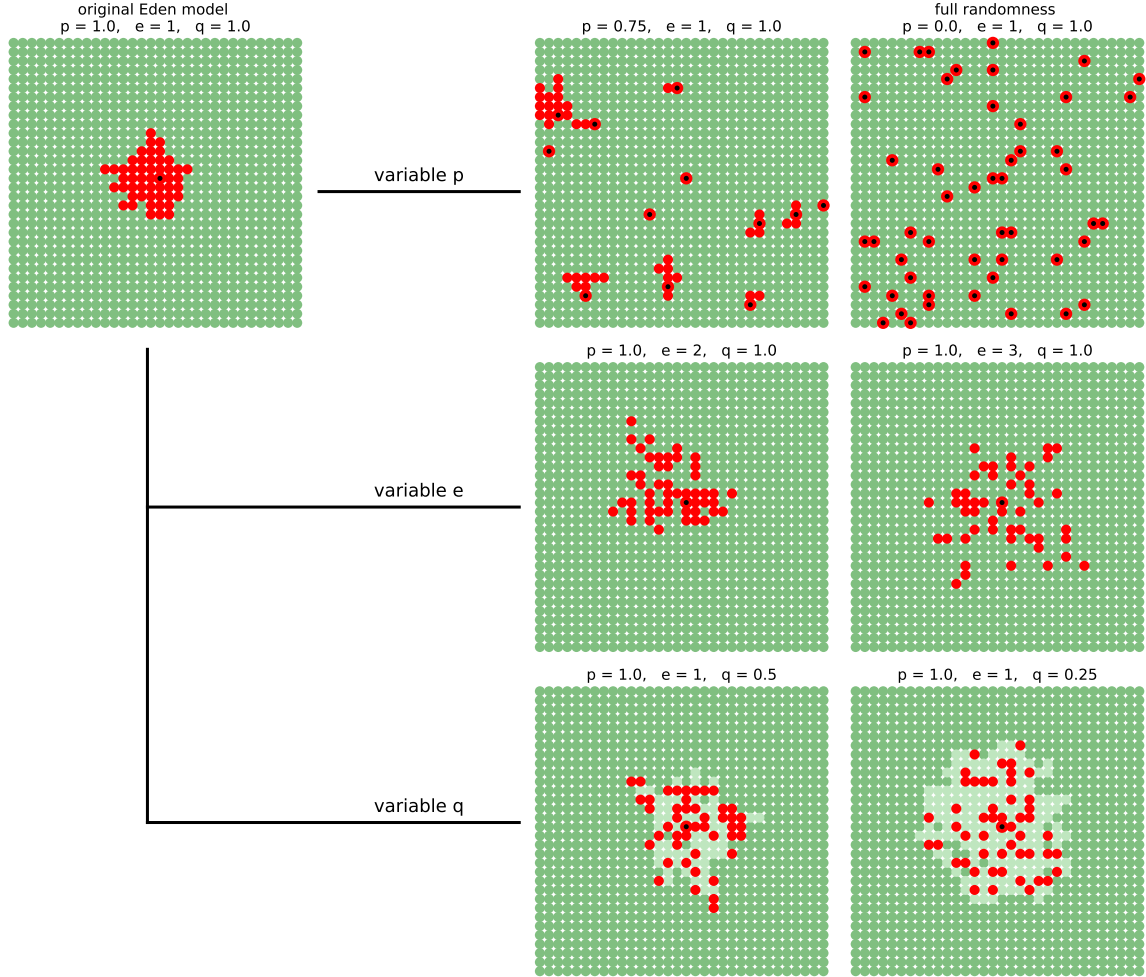 original Eden model
p = 1.0, e = 1, q = 1.0
p = 0.75, e = 1, q = 1.0
full randomness
p = 0.0, e = 1, q = 1.0
variable p
p = 1.0, e = 2, q = 1.0
p = 1.0, e = 3, q = 1.0
variable e
p = 1.0, e = 1, q = 0.5
p = 1.0, e = 1, q = 0.25
variable q